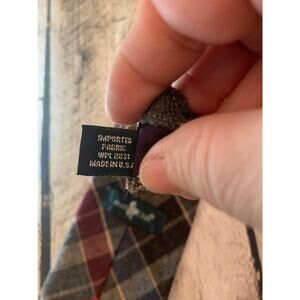 IMPORTED
FABRIC
WPL 2831
MADE IN U.S.A